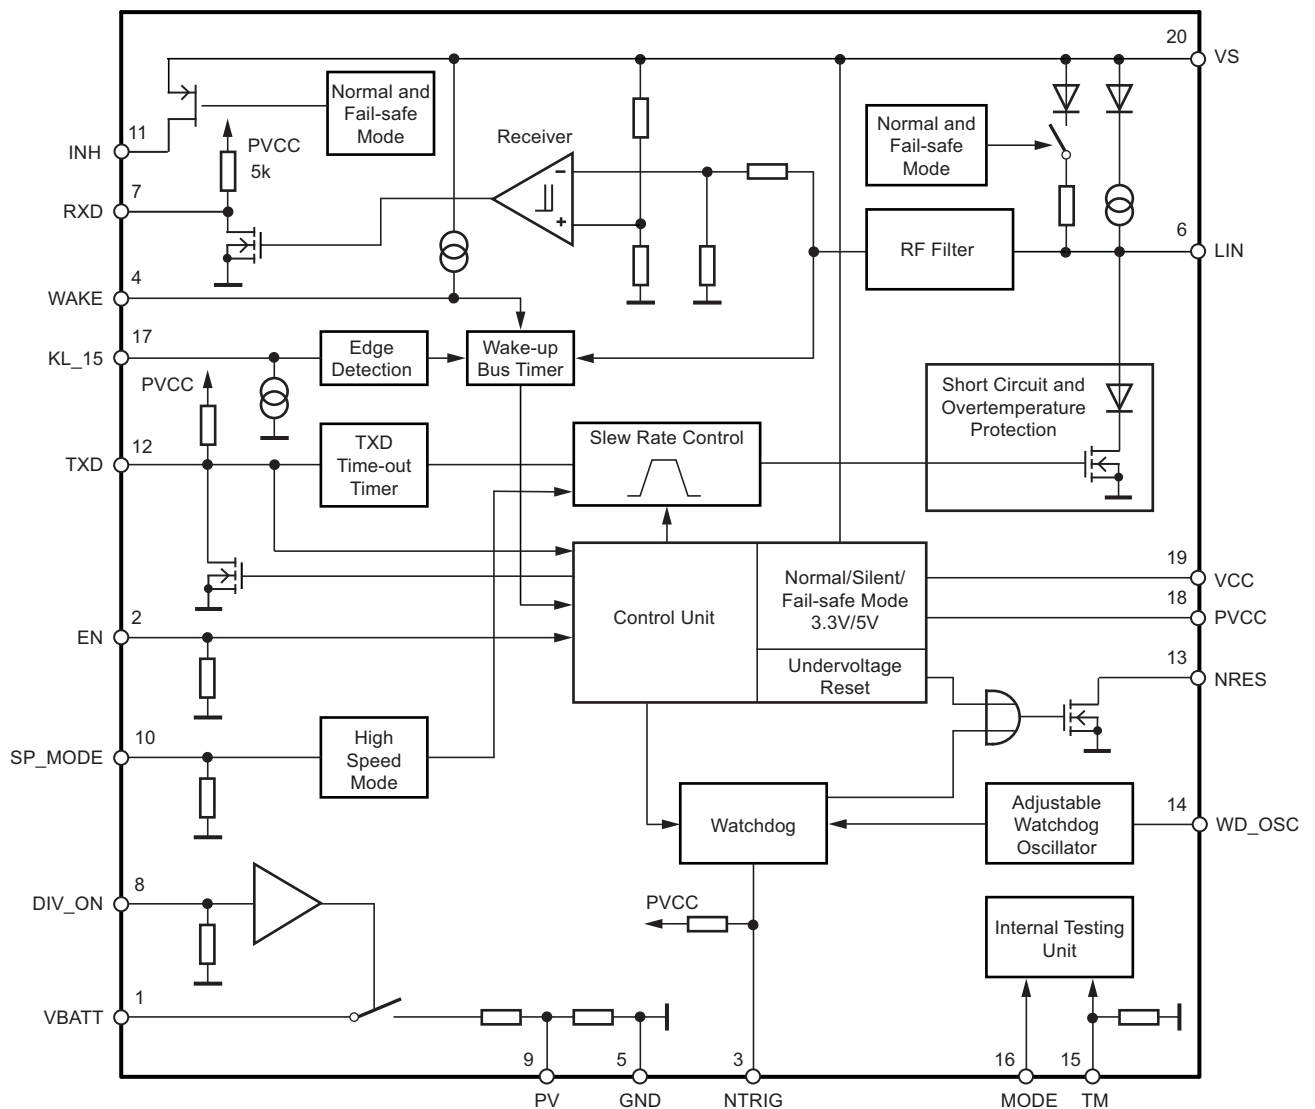 20
VS
Normal and
Fail-safe
Mode
11
INH
PVCC
5k
Receiver
Normal and
Fail-safe
Mode
7
RXD
-
+
RF Filter
6
LIN
4
WAKE
17
KL_15
Edge
Detection
Wake-up
Bus Timer
PVCC
Short Circuit and
Overtemperature
Protection
12
TXD
TXD
Time-out
Timer
Slew Rate Control
Control Unit
Normal/Silent/
Fail-safe Mode
3.3V/5V
Undervoltage
Reset
19
VCC
18
PVCC
2
EN
13
NRES
10
SP_MODE
High
Speed
Mode
Watchdog
Adjustable
Watchdog
Oscillator
14
WD_OSC
8
DIV_ON
PVCC
Internal Testing
Unit
1
VBATT
9
5
3
16
15
PV
GND
NTRIG
MODE
TM